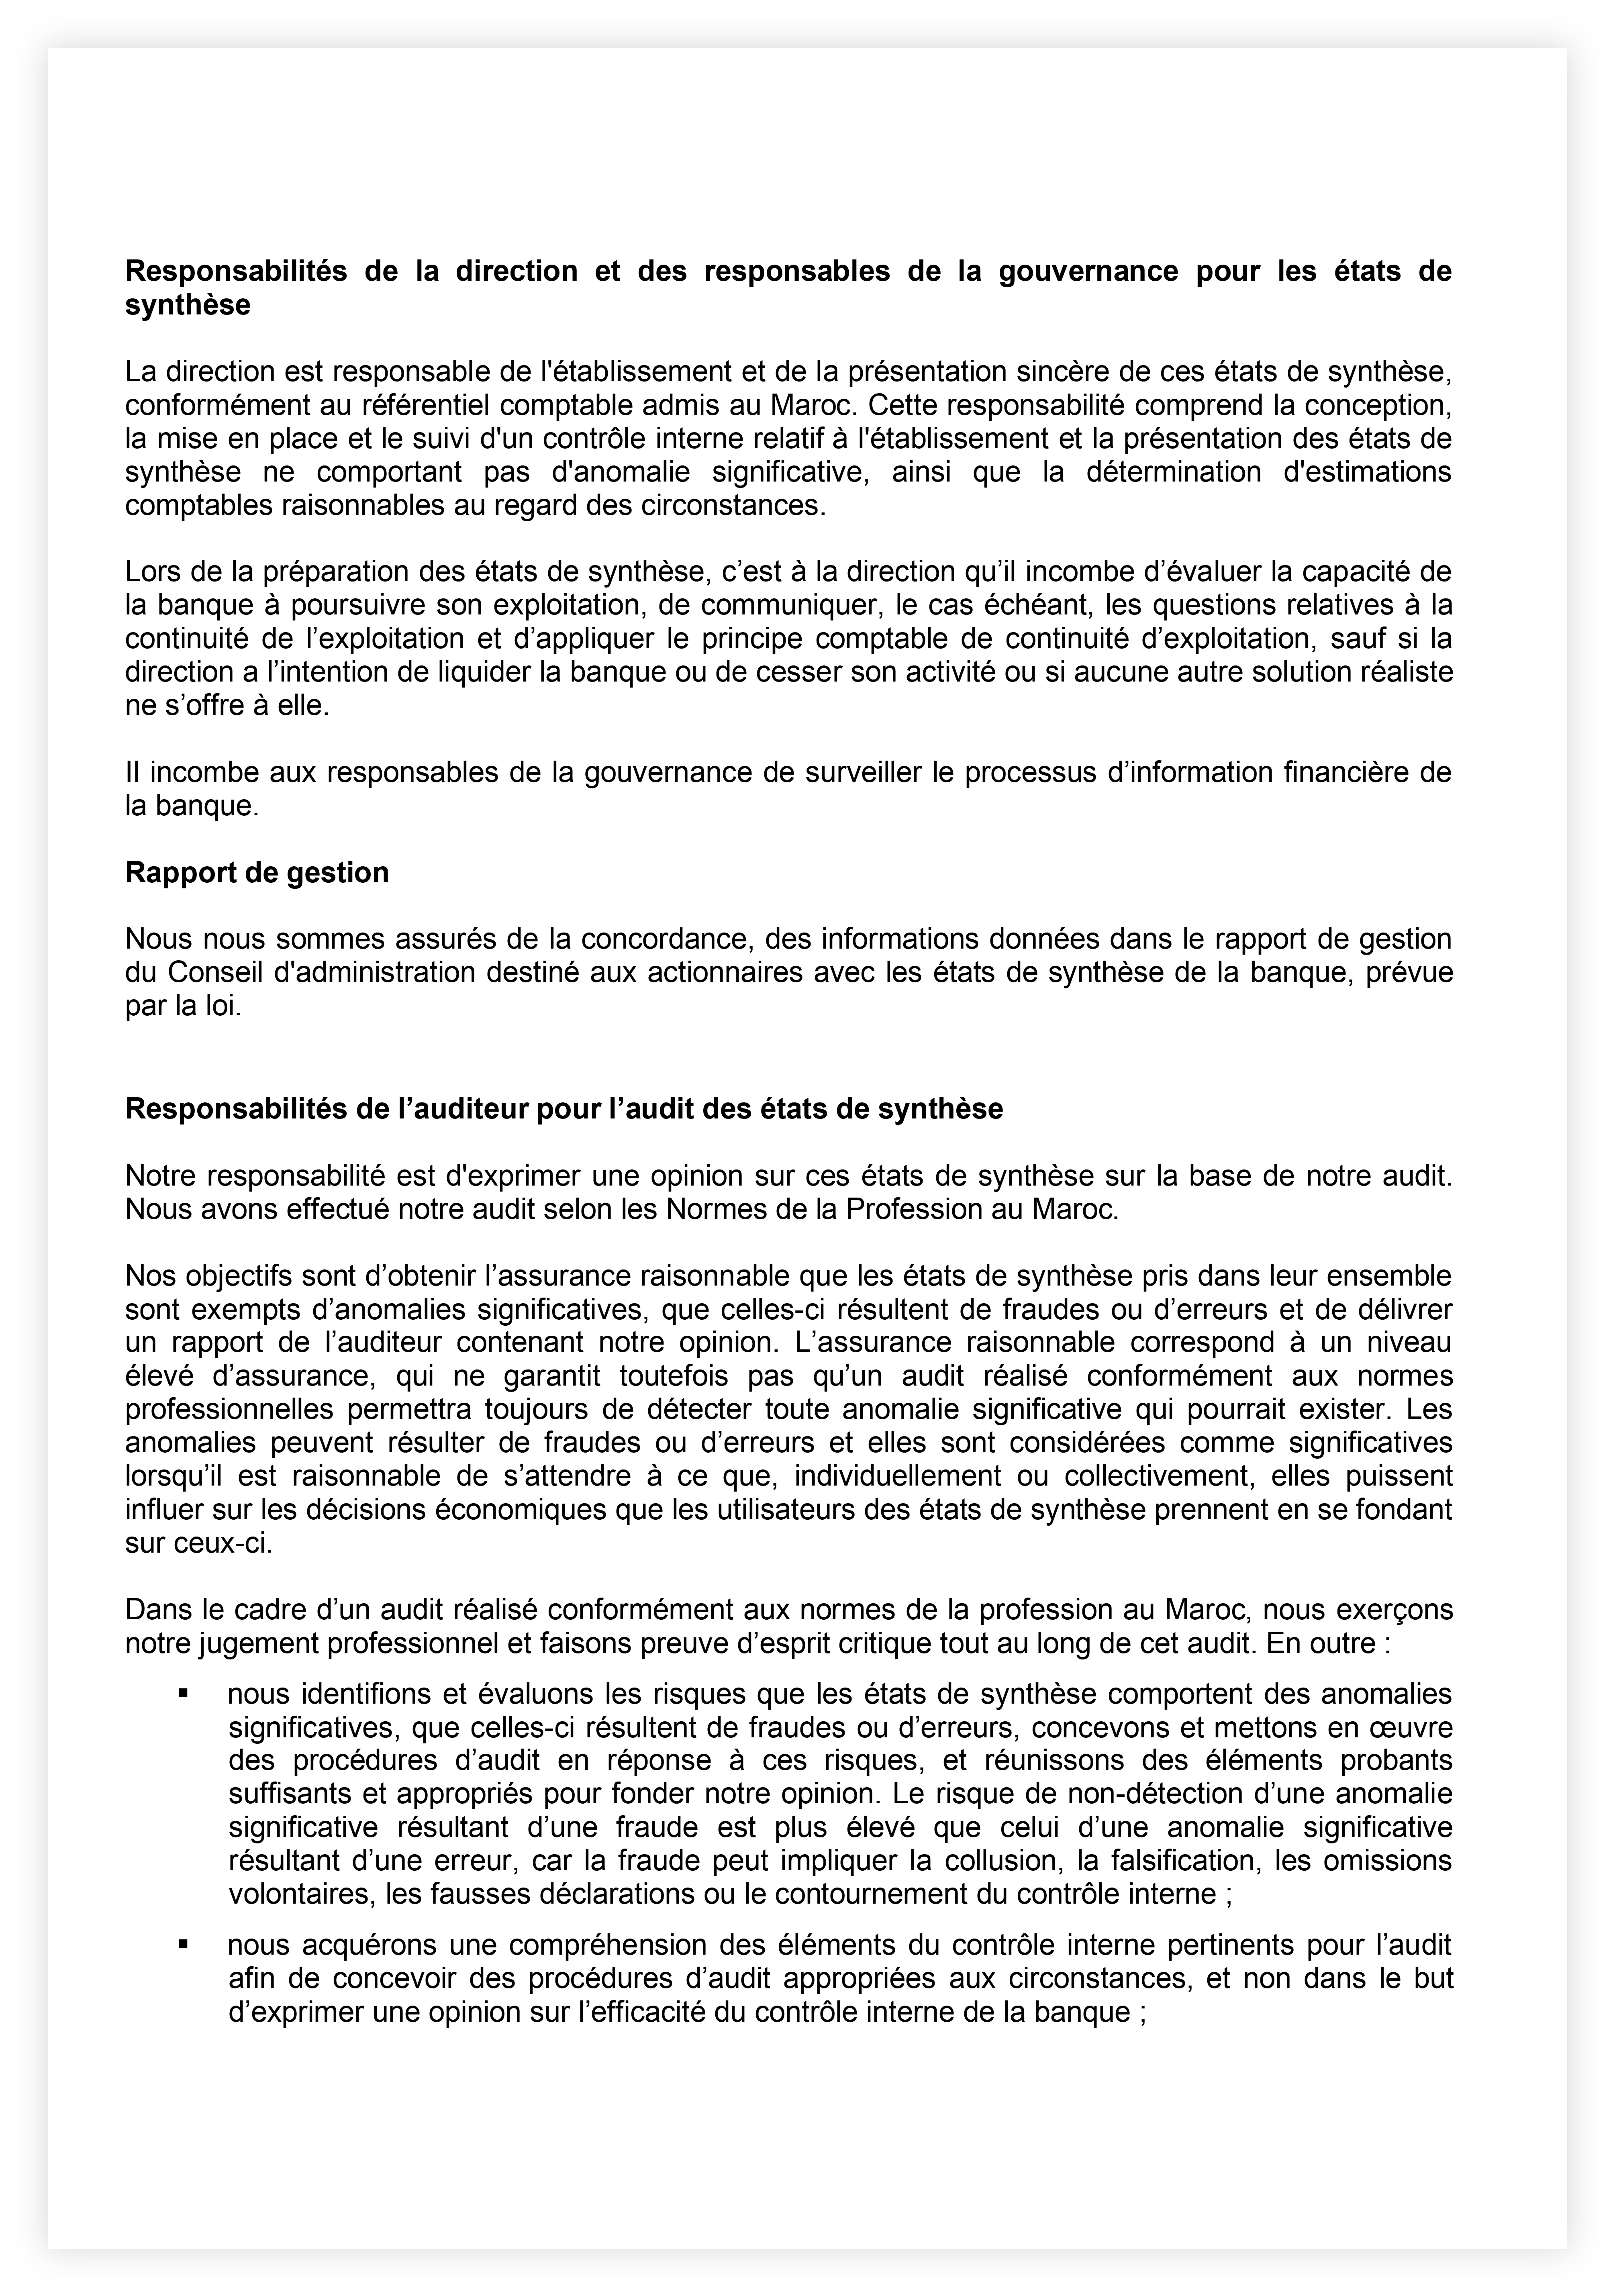 Responsabilités de la direction et des responsables de la gouvernance pour les états de
synthèse
La direction est responsable de l'établissement et de la présentation sincère de ces états de synthèse,
conformément au référentiel comptable admis au Maroc. Cette responsabilité comprend la conception,
la mise en place et le suivi d'un contrôle interne relatif à l'établissement et la présentation des états de
synthèse ne comportant pas d'anomalie significative, ainsi que la détermination d'estimations
comptables raisonnables au regard des circonstances.
Lors de la préparation des états de synthèse, c’est à la direction qu’il incombe d’évaluer la capacité de
la banque à poursuivre son exploitation, de communiquer, le cas échéant, les questions relatives à la
continuité de l’exploitation et d’appliquer le principe comptable de continuité d’exploitation, sauf si la
direction a l’intention de liquider la banque ou de cesser son activité ou si aucune autre solution réaliste
ne s’offre à elle.
Il incombe aux responsables de la gouvernance de surveiller le processus d’information financière de
la banque.
Rapport de gestion
Nous nous sommes assurés de la concordance, des informations données dans le rapport de gestion
du Conseil d'administration destiné aux actionnaires avec les états de synthèse de la banque, prévue
par la loi.
Responsabilités de l’auditeur pour l’audit des états de synthèse
Notre responsabilité est d'exprimer une opinion sur ces états de synthèse sur la base de notre audit.
Nous avons effectué notre audit selon les Normes de la Profession au Maroc.
Nos objectifs sont d’obtenir l’assurance raisonnable que les états de synthèse pris dans leur ensemble
sont exempts d’anomalies significatives, que celles-ci résultent de fraudes ou d’erreurs et de délivrer
un rapport de l’auditeur contenant notre opinion. L’assurance raisonnable correspond à un niveau
élevé d’assurance, qui ne garantit toutefois pas qu’un audit réalisé conformément aux normes
professionnelles permettra toujours de détecter toute anomalie significative qui pourrait exister. Les
anomalies peuvent résulter de fraudes ou d’erreurs et elles sont considérées comme significatives
lorsqu’il est raisonnable de s’attendre à ce que, individuellement ou collectivement, elles puissent
influer sur les décisions économiques que les utilisateurs des états de synthèse prennent en se fondant
sur ceux-ci.
Dans le cadre d’un audit réalisé conformément aux normes de la profession au Maroc, nous exerçons
notre jugement professionnel et faisons preuve d’esprit critique tout au long de cet audit. En outre :
▪ nous identifions et évaluons les risques que les états de synthèse comportent des anomalies
significatives, que celles-ci résultent de fraudes ou d’erreurs, concevons et mettons en œuvre
des procédures d’audit en réponse à ces risques, et réunissons des éléments probants
suffisants et appropriés pour fonder notre opinion. Le risque de non-détection d’une anomalie
significative résultant d’une fraude est plus élevé que celui d’une anomalie significative
résultant d’une erreur, car la fraude peut impliquer la collusion, la falsification, les omissions
volontaires, les fausses déclarations ou le contournement du contrôle interne ;
▪ nous acquérons une compréhension des éléments du contrôle interne pertinents pour l’audit
afin de concevoir des procédures d’audit appropriées aux circonstances, et non dans le but
d’exprimer une opinion sur l’efficacité du contrôle interne de la banque ;